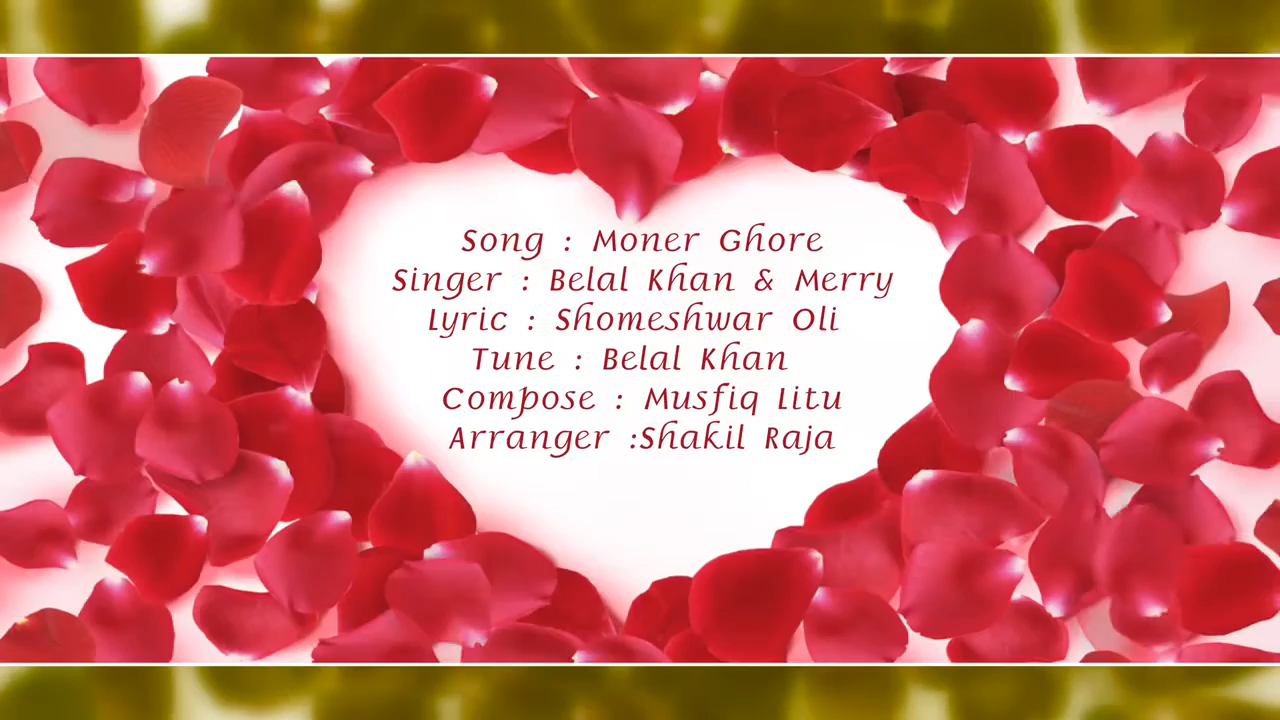 Song : Moner Ghore
Singer : Belal Khan & Merry
Lyric : Shomeshwar Oli
Tune : Belal Khan
Compose : Musfiq Litu
Arranger :Shakil Raja